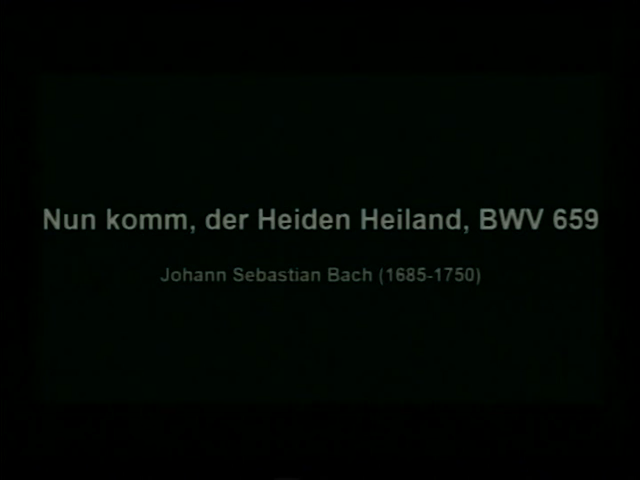 Nun komm, der Heiden Heiland, BWV 659
Johann Sebastian Bach (1685-1750)